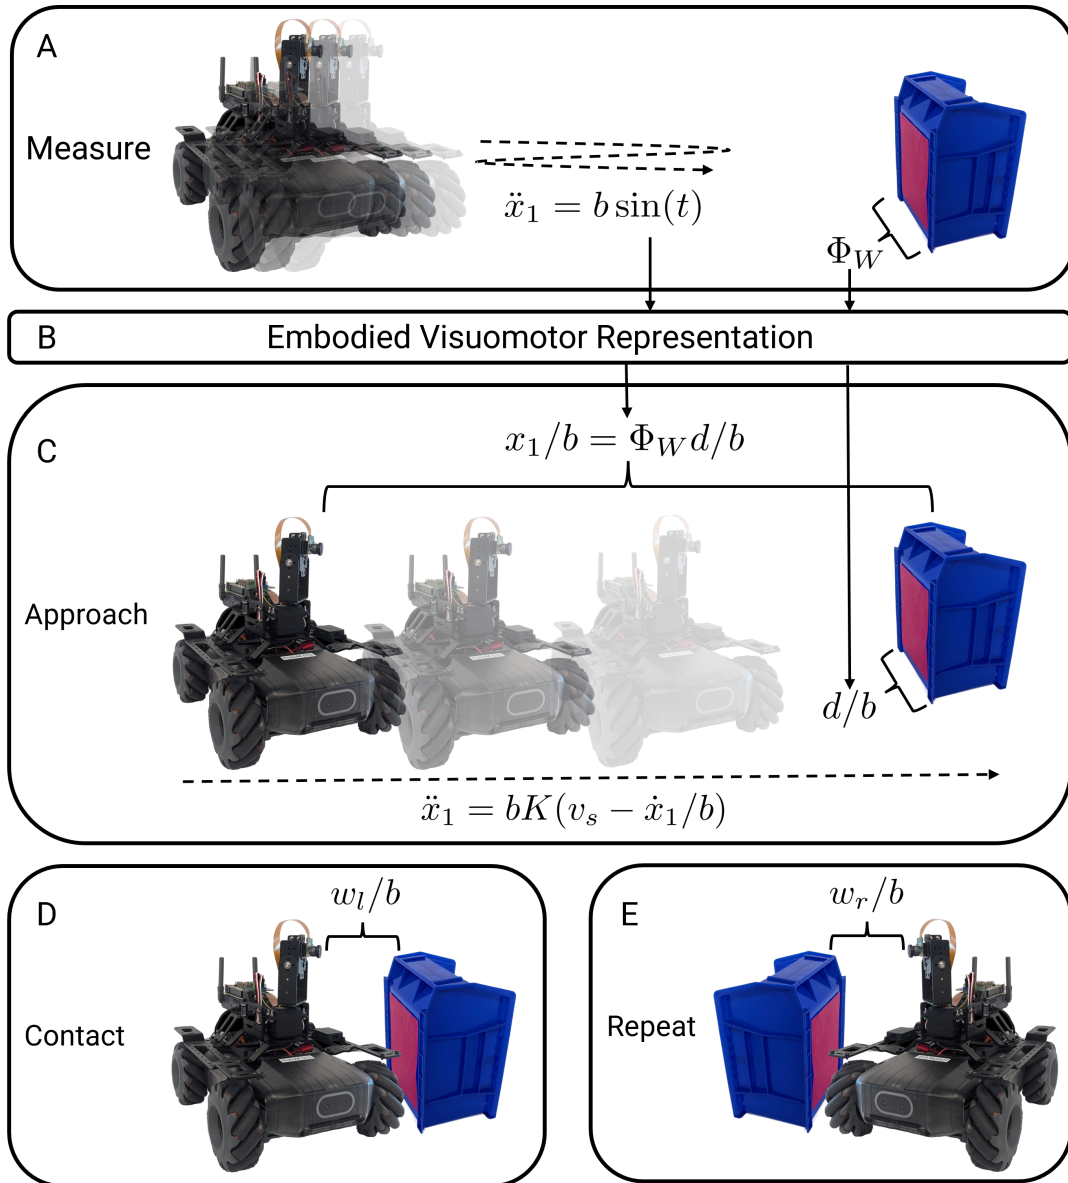 A
Measure
ẍ₁ = b sin(t)
Φ_W
B
Embodied Visuomotor Representation
C
x₁/b = Φ_W d/b
Approach
d/b
ẍ₁ = bK(v_s − ẋ₁/b)
D
w_l/b
Contact
E
w_r/b
Repeat